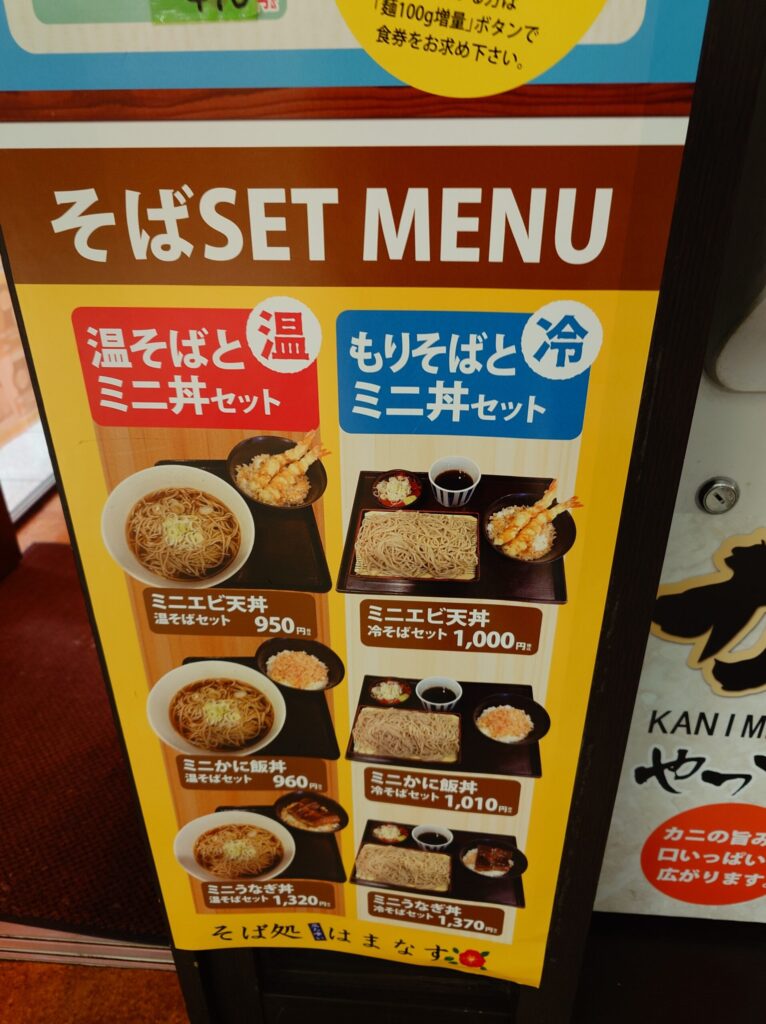 「麺100g増量」ボタンで
食券をお求め下さい。
そばSET MENU
温そばと
ミニ丼セット
温
もりそばと
ミニ丼セット
冷
ミニエビ天丼
温そばセット 950円
ミニエビ天丼
冷そばセット 1,000円
ミニかに飯丼
温そばセット 960円
ミニかに飯丼
冷そばセット 1,010円
ミニうなぎ丼
温そばセット 1,320円
ミニうなぎ丼
冷そばセット 1,370円
そば処 はまなす
KANIM
やっ
カニの旨み
口いっぱい
広がります